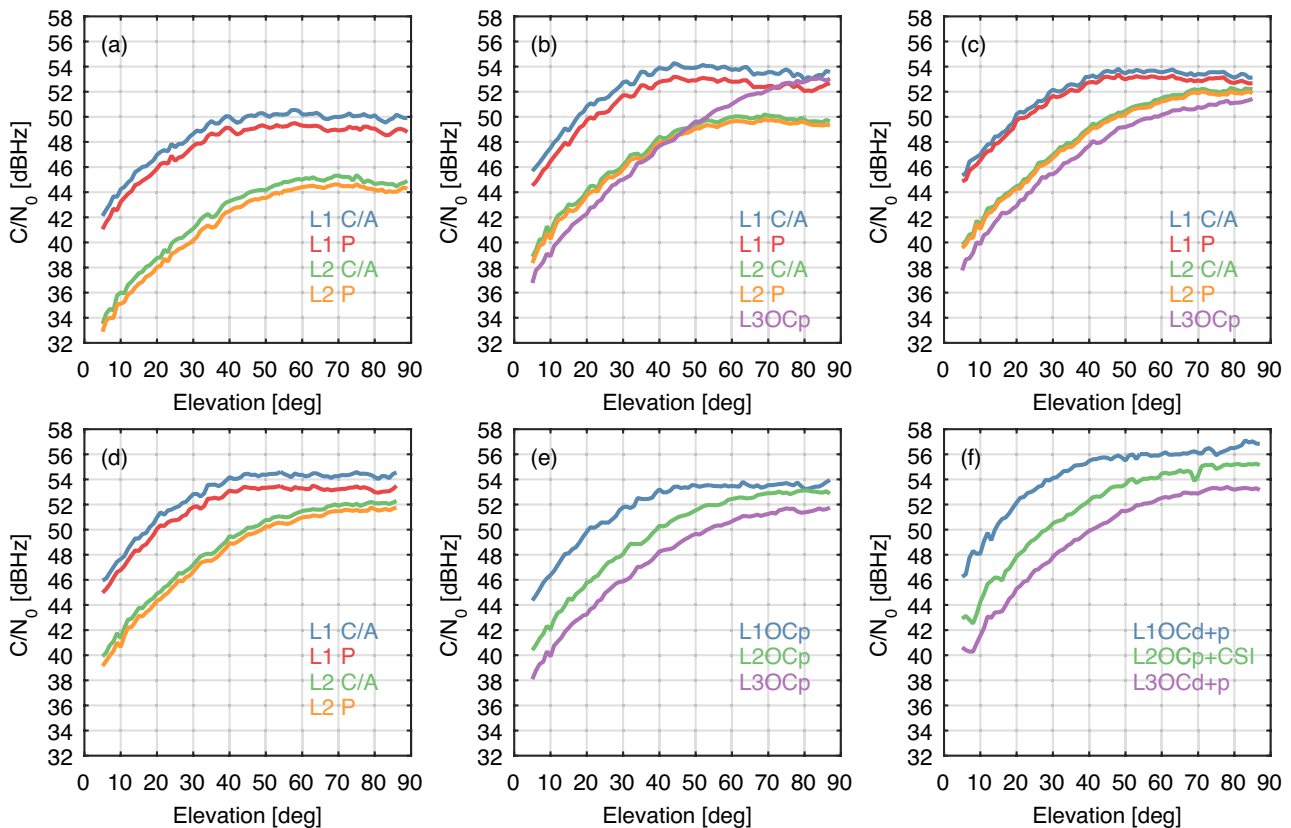 (a)
C/N0 [dBHz]
58
56
54
52
50
48
46
44
42
40
38
36
34
32
L1 C/A
L1 P
L2 C/A
L2 P
0 10 20 30 40 50 60 70 80 90
Elevation [deg]
(b)
58
56
54
52
50
48
46
44
42
40
38
36
34
32
L1 C/A
L1 P
L2 C/A
L2 P
L3OCp
0 10 20 30 40 50 60 70 80 90
Elevation [deg]
(c)
C/N0 [dBHz]
58
56
54
52
50
48
46
44
42
40
38
36
34
32
L1 C/A
L1 P
L2 C/A
L2 P
L3OCp
0 10 20 30 40 50 60 70 80 90
Elevation [deg]
(d)
C/N0 [dBHz]
58
56
54
52
50
48
46
44
42
40
38
36
34
32
L1 C/A
L1 P
L2 C/A
L2 P
0 10 20 30 40 50 60 70 80 90
Elevation [deg]
(e)
C/N0 [dBHz]
58
56
54
52
50
48
46
44
42
40
38
36
34
32
L1OCp
L2OCp
L3OCp
0 10 20 30 40 50 60 70 80 90
Elevation [deg]
(f)
C/N0 [dBHz]
58
56
54
52
50
48
46
44
42
40
38
36
34
32
L1OCd+p
L2OCp+CSI
L3OCd+p
0 10 20 30 40 50 60 70 80 90
Elevation [deg]